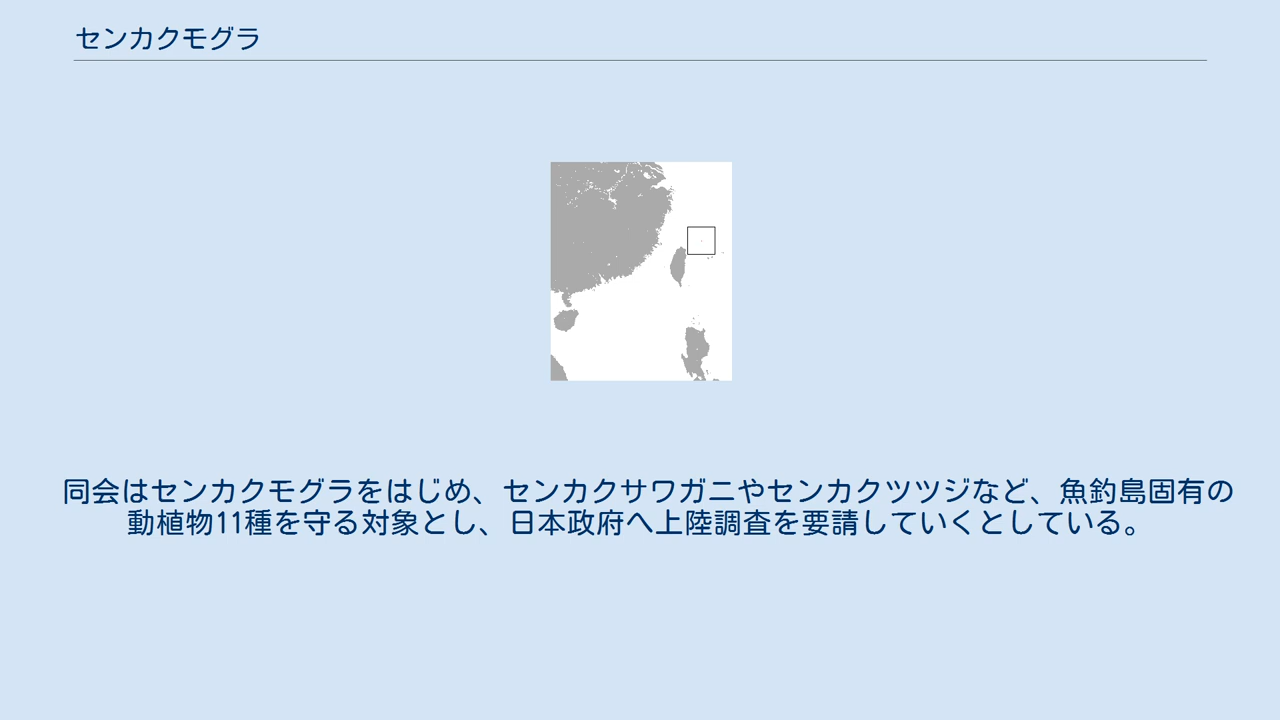 センカクモグラ
同会はセンカクモグラをはじめ、センカクサワガニやセンカクツツジなど、魚釣島固有の
動植物11種を守る対象とし、日本政府へ上陸調査を要請していくとしている。